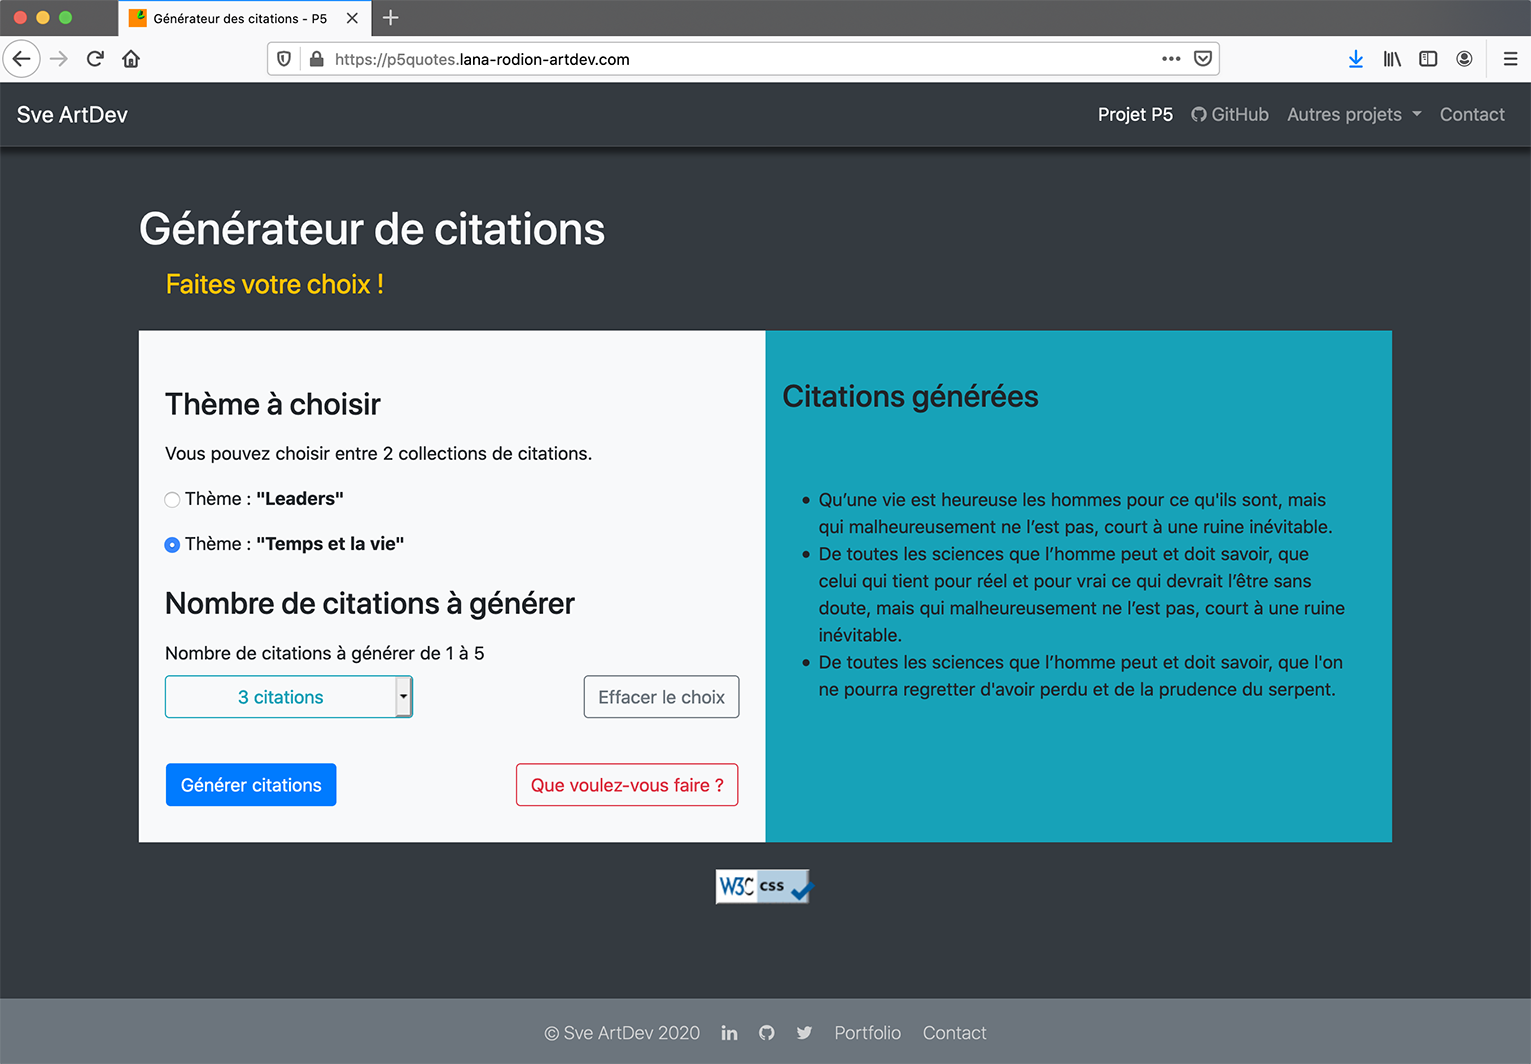 Générateur des citations - P5
https://p5quotes.lana-rodion-artdev.com
Sve ArtDev
Projet P5
GitHub
Autres projets
Contact
Générateur de citations
Faites votre choix !
Thème à choisir
Vous pouvez choisir entre 2 collections de citations.
Thème : "Leaders"
Thème : "Temps et la vie"
Nombre de citations à générer
Nombre de citations à générer de 1 à 5
3 citations
Effacer le choix
Générer citations
Que voulez-vous faire ?
Citations générées
Qu’une vie est heureuse les hommes pour ce qu'ils sont, mais
qui malheureusement ne l’est pas, court à une ruine inévitable.
De toutes les sciences que l’homme peut et doit savoir, que
celui qui tient pour réel et pour vrai ce qui devrait l’être sans
doute, mais qui malheureusement ne l’est pas, court à une ruine
inévitable.
De toutes les sciences que l’homme peut et doit savoir, que l'on
ne pourra regretter d'avoir perdu et de la prudence du serpent.
W3C css
© Sve ArtDev 2020
in
Portfolio
Contact